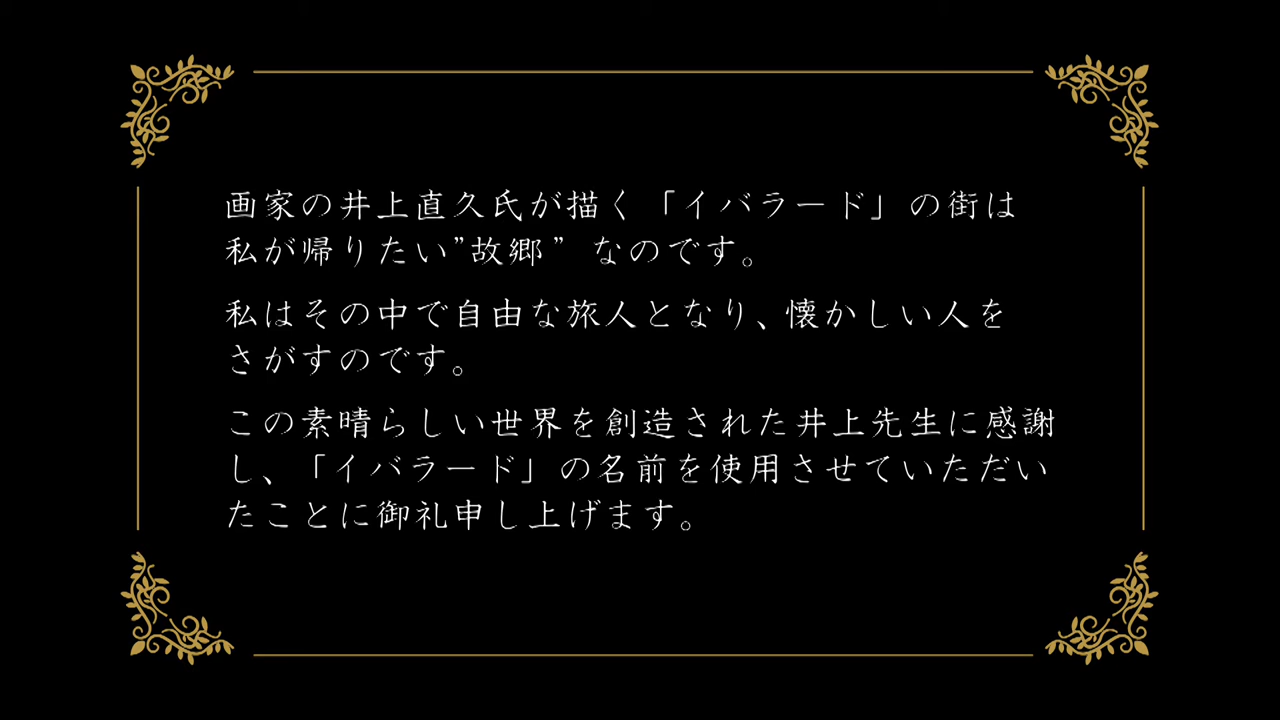 画家の井上直久氏が描く「イバラード」の街は
私が帰りたい”故郷” なのです。
私はその中で自由な旅人となり、懐かしい人を
さがすのです。
この素晴らしい世界を創造された井上先生に感謝
し、「イバラード」の名前を使用させていただい
たことに御礼申し上げます。